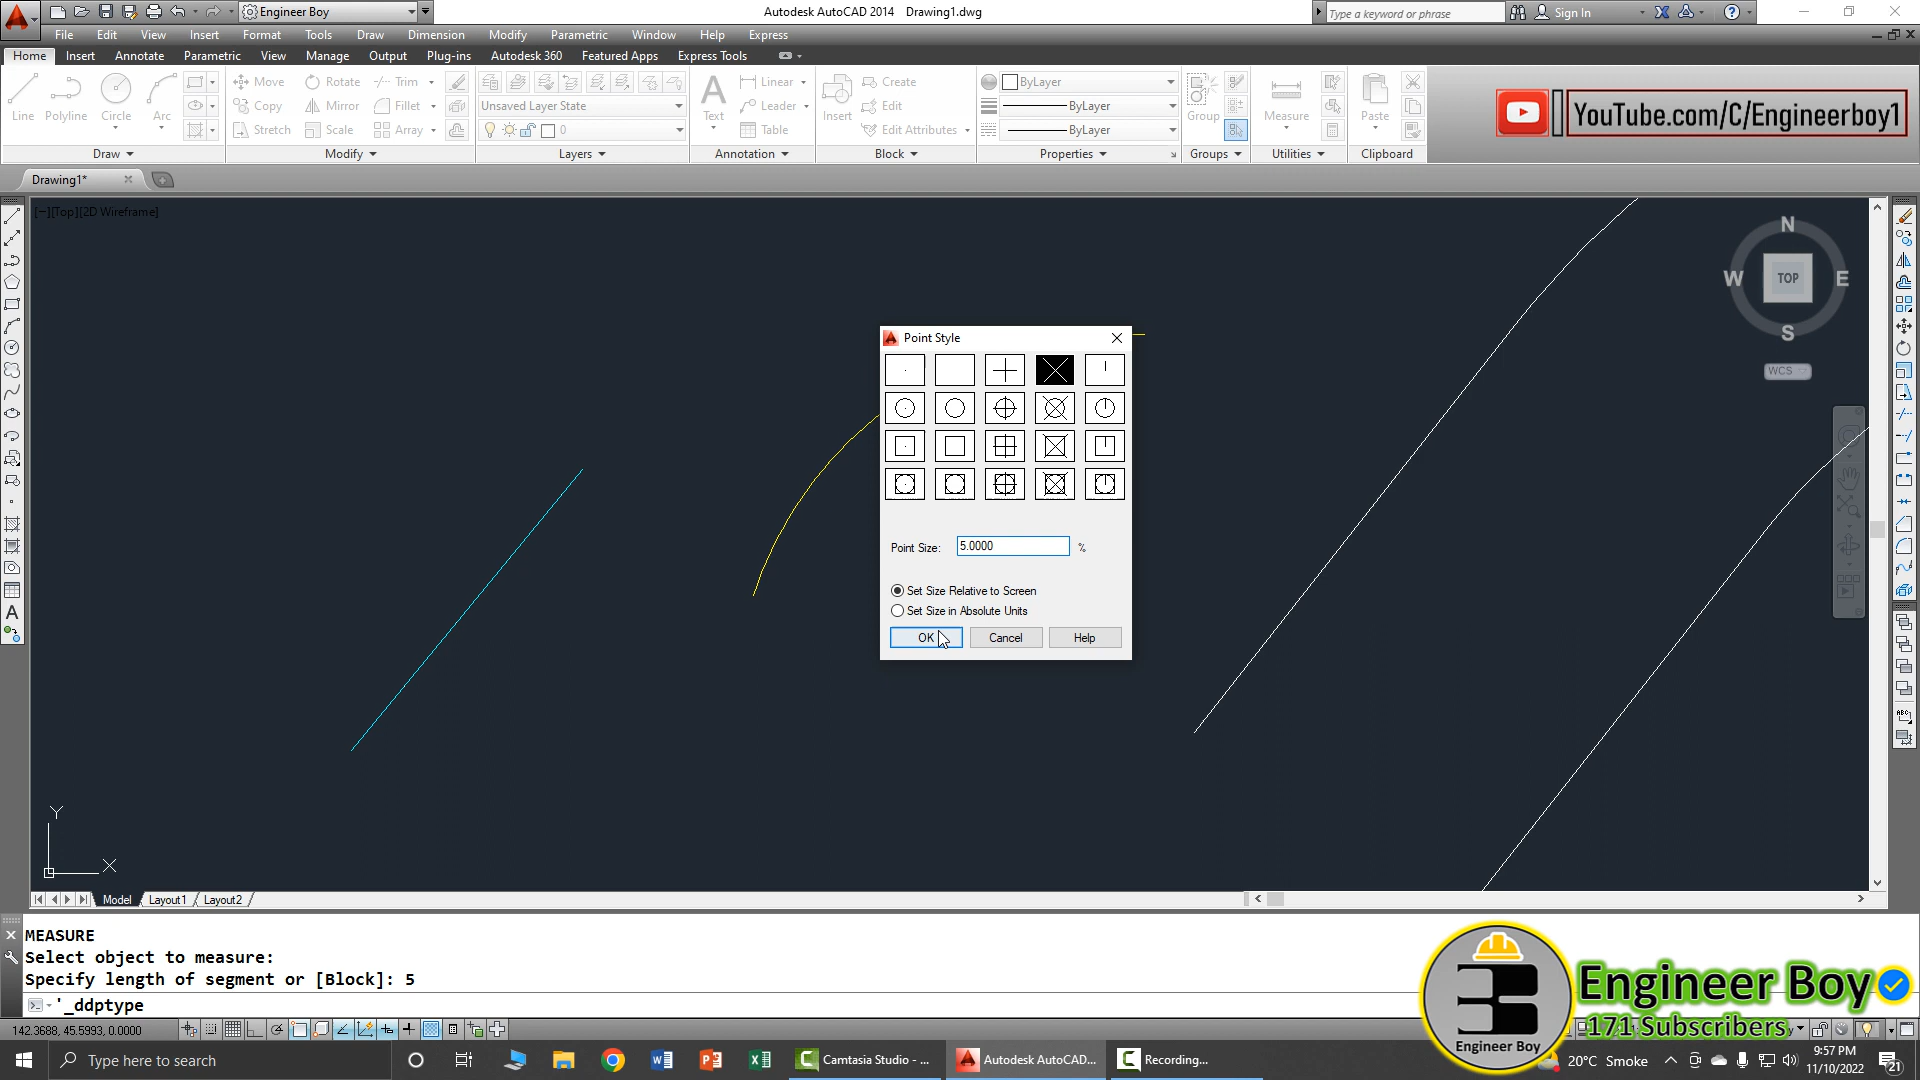 Engineer Boy
Autodesk AutoCAD 2014 Drawing1.dwg
Type a keyword or phrase
Sign In
File Edit View Insert Format Tools Draw Dimension Modify Parametric Window Help Express
Home Insert Annotate Parametric View Manage Output Plug-ins Autodesk 360 Featured Apps Express Tools
Line Polyline Circle Arc
Move Rotate Trim
Copy Mirror Fillet
Stretch Scale Array
Unsaved Layer State
0
Text
Linear
Leader
Table
Insert
Create
Edit
Edit Attributes
ByLayer
ByLayer
ByLayer
Group
Measure
Paste
Draw Modify Layers Annotation Block Properties Groups Utilities Clipboard
YouTube.com/C/Engineerboy1
Drawing1*
[−][Top][2D Wireframe]
N
W TOP E
S
WCS
Point Style
Point Size: 5.0000 %
Set Size Relative to Screen
Set Size in Absolute Units
OK Cancel Help
Y
X
Model Layout1 Layout2
MEASURE
Select object to measure:
Specify length of segment or [Block]: 5
'_ddptype
142.3688, 45.5993, 0.0000
Engineer Boy
Engineer Boy
171 Subscribers
Type here to search
Camtasia Studio - ...
Autodesk AutoCAD...
Recording...
20°C Smoke
9:57 PM
11/10/2022
21